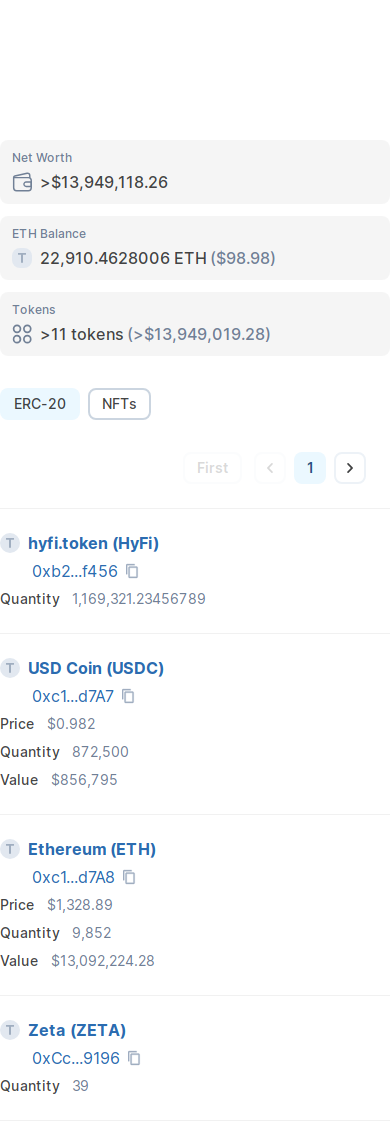 Net Worth
>$13,949,118.26
ETH Balance
T 22,910.4628006 ETH ($98.98)
Tokens
>11 tokens (>$13,949,019.28)
ERC-20 NFTs
First 1
T hyfi.token (HyFi)
0xb2...f456
Quantity 1,169,321.23456789
T USD Coin (USDC)
0xc1...d7A7
Price $0.982
Quantity 872,500
Value $856,795
T Ethereum (ETH)
0xc1...d7A8
Price $1,328.89
Quantity 9,852
Value $13,092,224.28
T Zeta (ZETA)
0xCc...9196
Quantity 39